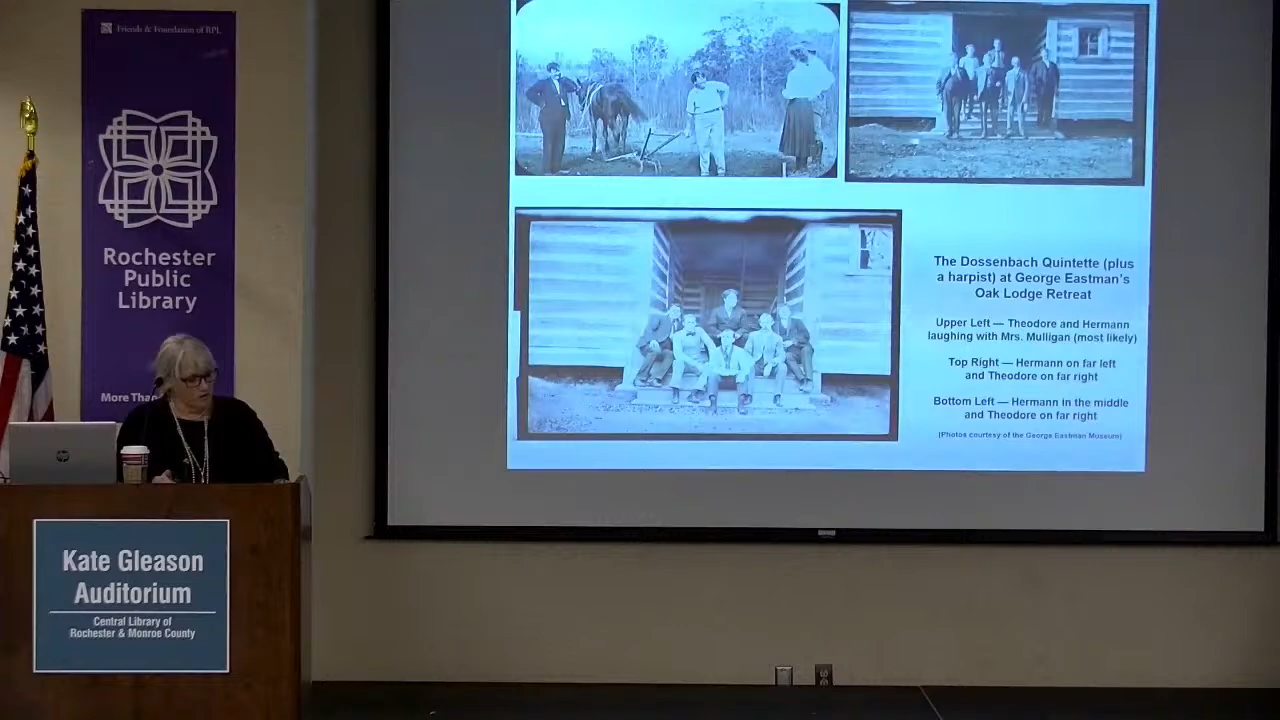 Friends & Foundation of RPL
Rochester
Public
Library
More Tha
Kate Gleason
Auditorium
Central Library of
Rochester & Monroe County
The Dossenbach Quintette (plus
a harpist) at George Eastman's
Oak Lodge Retreat
Upper Left — Theodore and Hermann
laughing with Mrs. Mulligan (most likely)
Top Right — Hermann on far left
and Theodore on far right
Bottom Left — Hermann in the middle
and Theodore on far right
(Photos courtesy of the George Eastman Museum)